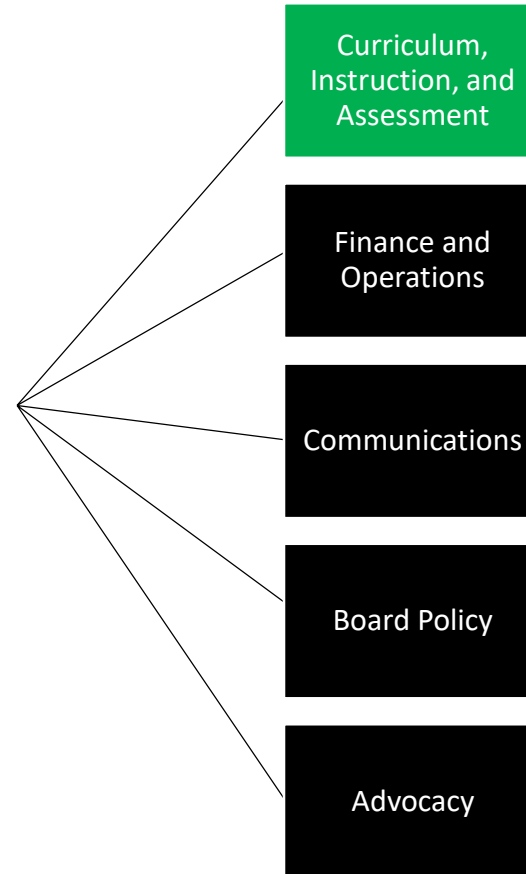 Curriculum,
Instruction, and
Assessment
Finance and
Operations
Communications
Board Policy
Advocacy